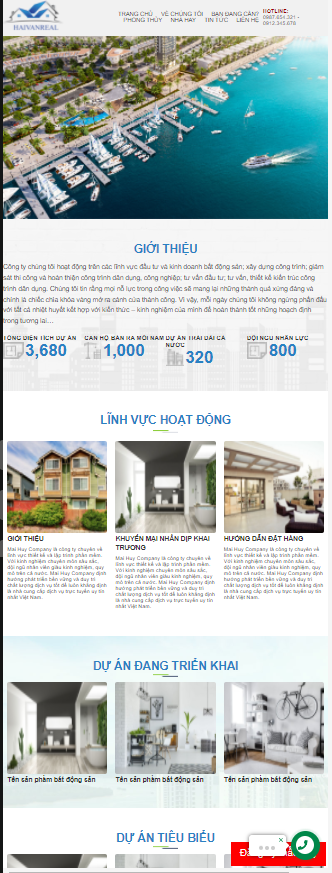 HAIVANREAL
TRANG CHỦ VỀ CHÚNG TÔI BẠN ĐANG CẦN?
PHONG THỦY NHÀ HAY TIN TỨC LIÊN HỆ
HOTLINE:
0967.654.321 -
0912.345.678
GIỚI THIỆU
Công ty chúng tôi hoạt động trên các lĩnh vực đầu tư và kinh doanh bất động sản; xây dựng công trình; giám
sát thi công và hoàn thiện công trình dân dụng, công nghiệp; tư vấn đầu tư; tư vấn, thiết kế kiến trúc công
trình dân dụng. Chúng tôi tin rằng mọi nỗ lực trong công việc sẽ mang lại những thành quả xứng đáng và
chính là chiếc chìa khóa vàng mở ra cánh cửa thành công. Vì vậy, mỗi ngày chúng tôi không ngừng phấn đấu
với tất cả nhiệt huyết kết hợp với kiến thức – kinh nghiệm của mình để hoàn thành tốt những hoạch định
trong tương lai…
TỔNG DIỆN TÍCH DỰ ÁN
3,680
CĂN HỘ BÁN RA MỖI NĂM
1,000
DỰ ÁN TRẢI DÀI CẢ
NƯỚC
320
ĐỘI NGŨ NHÂN LỰC
800
LĨNH VỰC HOẠT ĐỘNG
GIỚI THIỆU
Mai Huy Company là công ty chuyên về
lĩnh vực thiết kế và lập trình phần mềm.
Với kinh nghiệm chuyên môn sâu sắc,
đội ngũ nhân viên giàu kinh nghiệm, quy
mô trên cả nước. Mai Huy Company định
hướng phát triển bền vững và duy trì
chất lượng dịch vụ tốt để luôn khẳng định
là nhà cung cấp dịch vụ trực tuyến uy tín
nhất Việt Nam.
KHUYẾN MẠI NHÂN DỊP KHAI
TRƯƠNG
Mai Huy Company là công ty chuyên về
lĩnh vực thiết kế và lập trình phần mềm.
Với kinh nghiệm chuyên môn sâu sắc,
đội ngũ nhân viên giàu kinh nghiệm, quy
mô trên cả nước. Mai Huy Company định
hướng phát triển bền vững và duy trì
chất lượng dịch vụ tốt để luôn khẳng định
là nhà cung cấp dịch vụ trực tuyến uy tín
nhất Việt Nam.
HƯỚNG DẪN ĐẶT HÀNG
Mai Huy Company là công ty chuyên về
lĩnh vực thiết kế và lập trình phần mềm.
Với kinh nghiệm chuyên môn sâu sắc,
đội ngũ nhân viên giàu kinh nghiệm, quy
mô trên cả nước. Mai Huy Company định
hướng phát triển bền vững và duy trì
chất lượng dịch vụ tốt để luôn khẳng định
là nhà cung cấp dịch vụ trực tuyến uy tín
nhất Việt Nam.
DỰ ÁN ĐANG TRIỂN KHAI
Tên sản phẩm bất động sản
Tên sản phẩm bất động sản
Tên sản phẩm bất động sản
DỰ ÁN TIÊU BIỂU